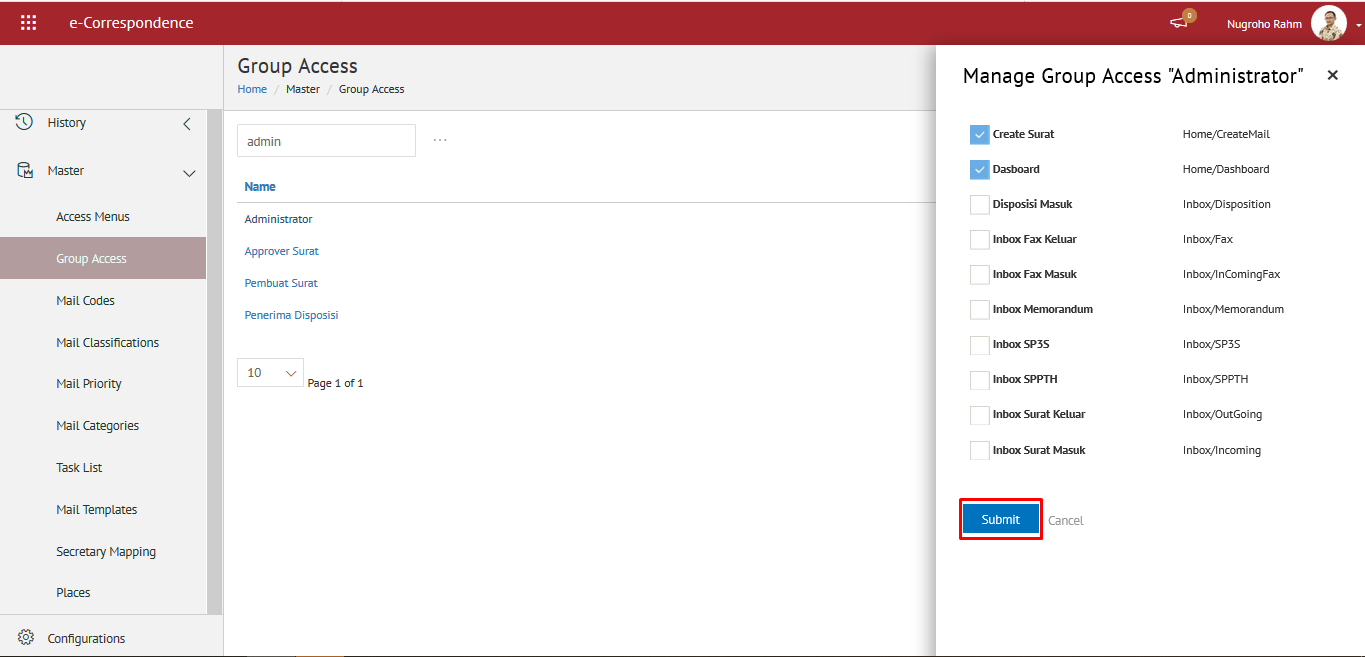 e-Correspondence
0
Nugroho Rahm
Group Access
Home / Master / Group Access
History
Master
Access Menus
Group Access
Mail Codes
Mail Classifications
Mail Priority
Mail Categories
Task List
Mail Templates
Secretary Mapping
Places
Configurations
admin
...
Name
Administrator
Approver Surat
Pembuat Surat
Penerima Disposisi
10
Page 1 of 1
Manage Group Access "Administrator"
Create Surat Home/CreateMail
Dasboard Home/Dashboard
Disposisi Masuk Inbox/Disposition
Inbox Fax Keluar Inbox/Fax
Inbox Fax Masuk Inbox/InComingFax
Inbox Memorandum Inbox/Memorandum
Inbox SP3S Inbox/SP3S
Inbox SPPTH Inbox/SPPTH
Inbox Surat Keluar Inbox/OutGoing
Inbox Surat Masuk Inbox/Incoming
Submit Cancel